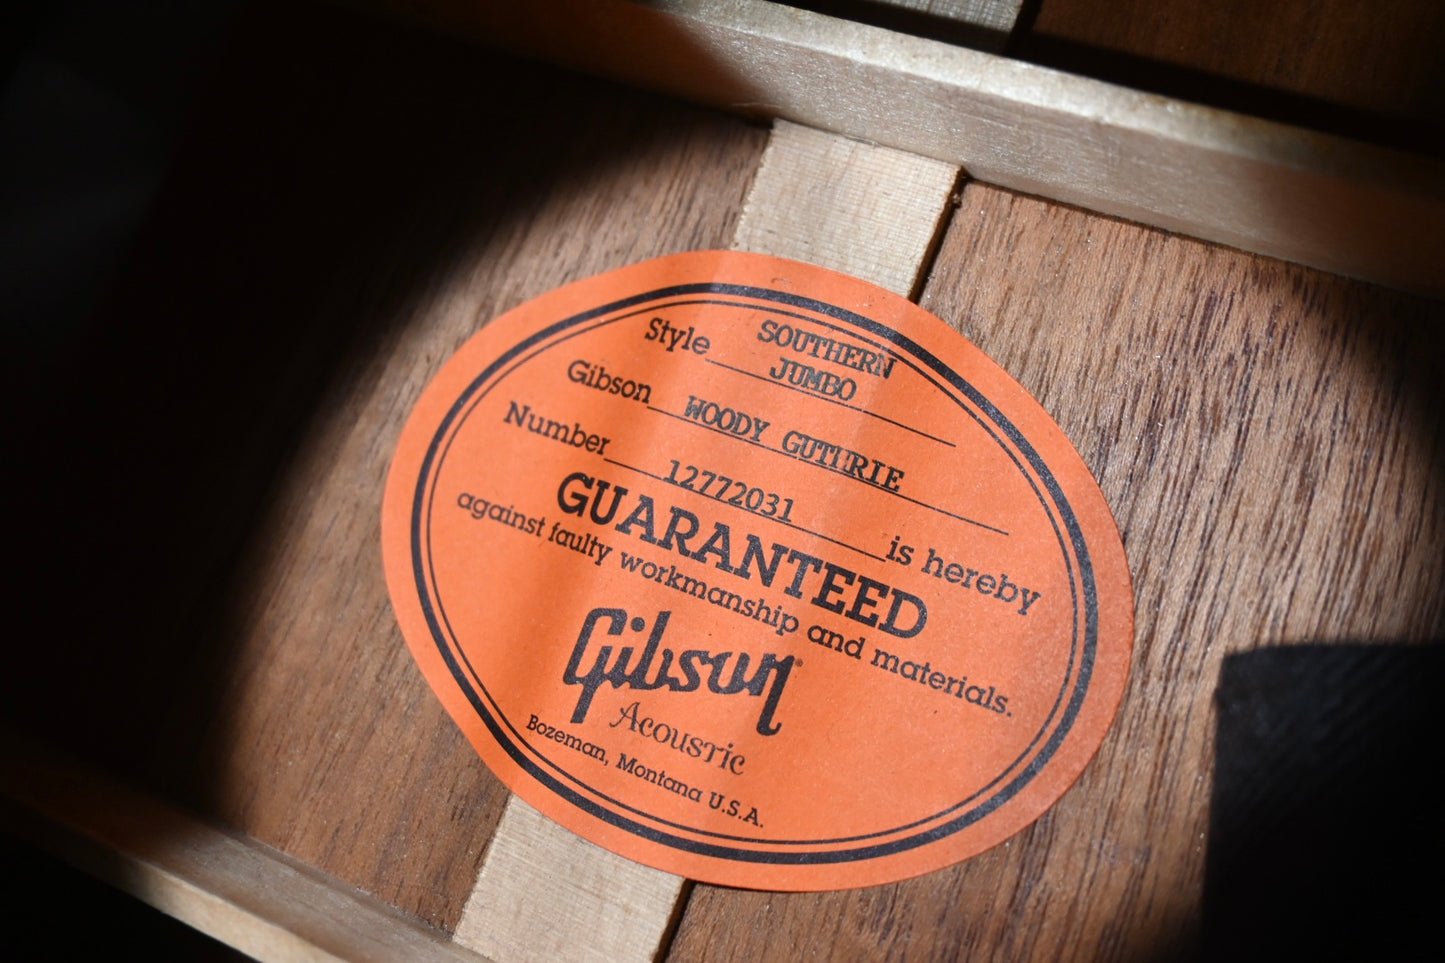 Style SOUTHERN
JUMBO
Gibson WOODY GUTHRIE
Number 12772031 is hereby
GUARANTEED
against faulty workmanship and materials.
Gibson
Acoustic
Bozeman, Montana U.S.A.